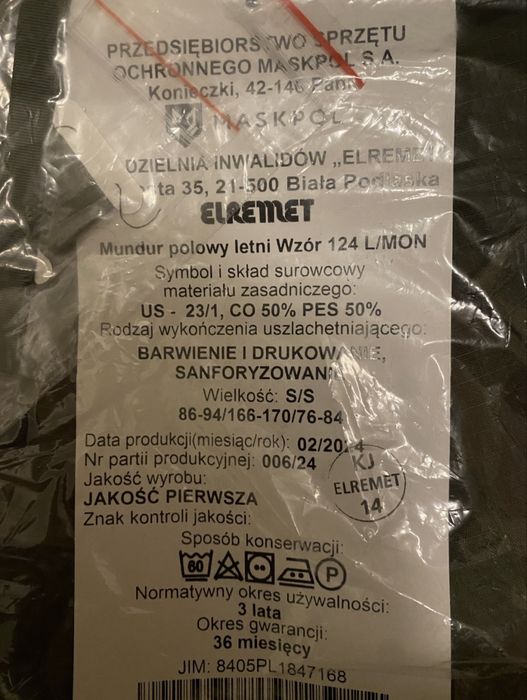 PRZEDSIĘBIORSTWO SPRZĘTU
OCHRONNEGO MASKPOL S.A.
Konieczki, 42-140
MASKPOL
DZIELNIA INWALIDÓW „ELREMET
35, 21-500 Biała Podlaska
ELREMET
Mundur polowy letni Wzór 124 L/MON
Symbol i skład surowcowy
materiału zasadniczego:
US - 23/1, CO 50% PES 50%
Rodzaj wykończenia uszlachetniającego:
BARWIENIE I DRUKOWANIE,
SANFORYZOWANIE
Wielkość: S/S
86-94/166-170/76-84
Data produkcji(miesiąc/rok): 02/2024
Nr partii produkcyjnej: 006/24
Jakość wyrobu:
JAKOŚĆ PIERWSZA
Znak kontroli jakości:
KJ
ELREMET
14
Sposób konserwacji:
60
P
Normatywny okres używalności:
3 lata
Okres gwarancji:
36 miesięcy
JIM: 8405PL1847168